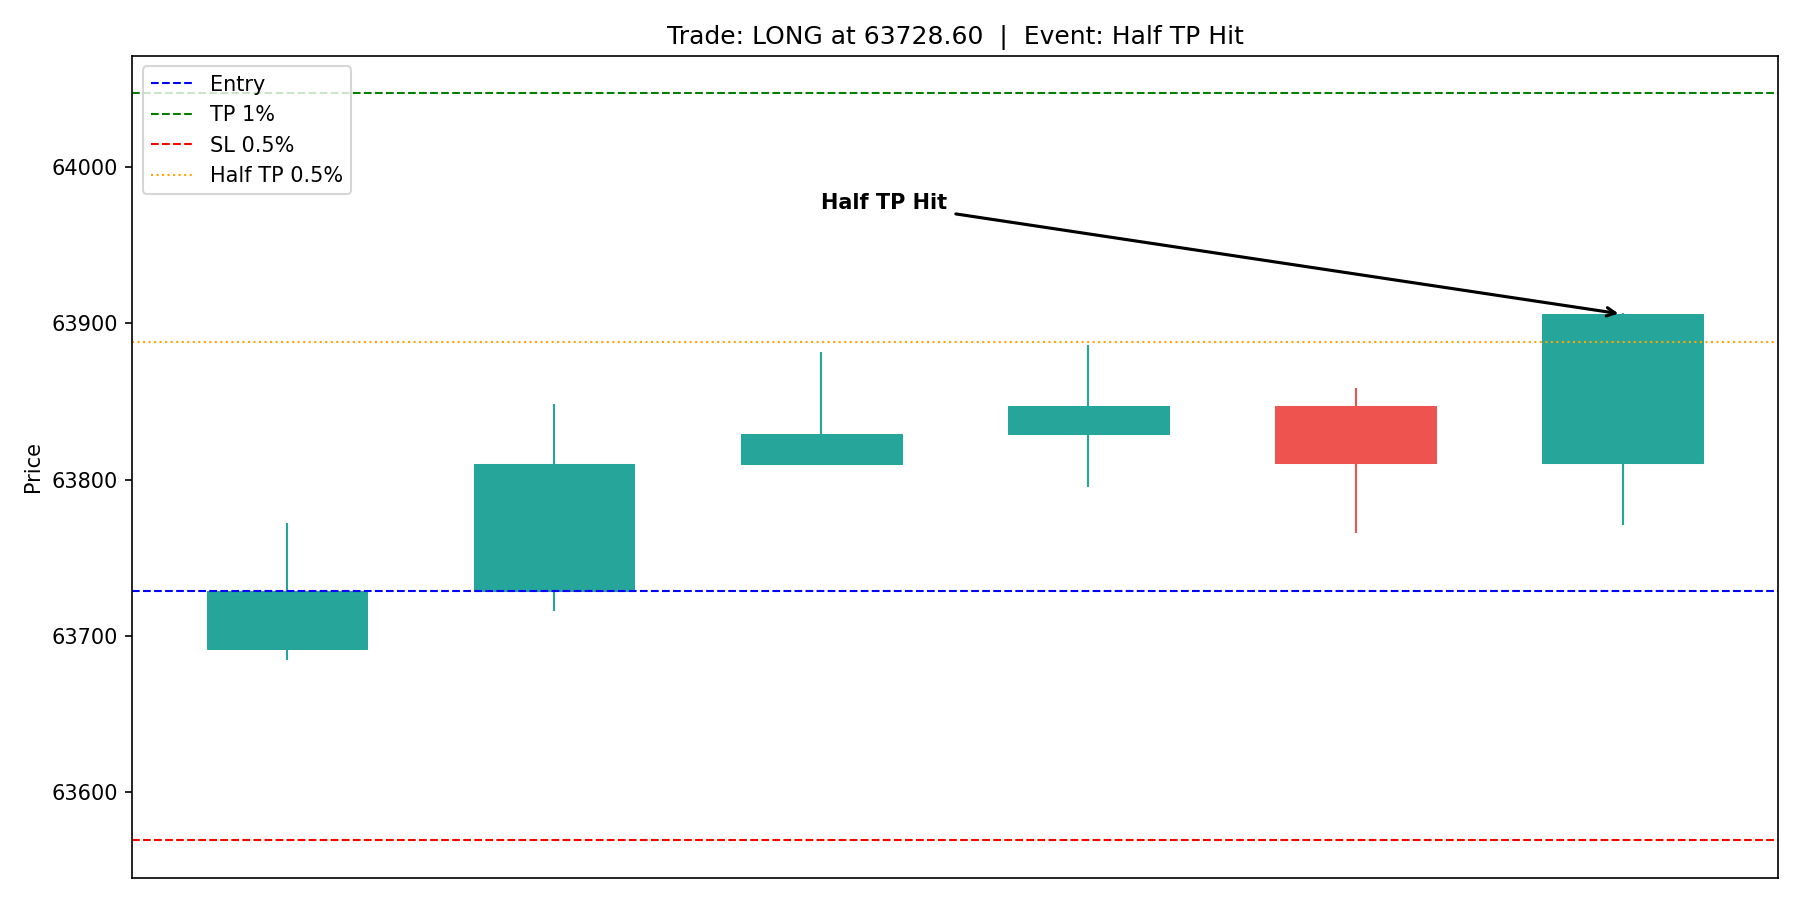 Trade: LONG at 63728.60  |  Event: Half TP Hit
Entry
TP 1%
SL 0.5%
Half TP 0.5%
Half TP Hit
Price
64000
63900
63800
63700
63600